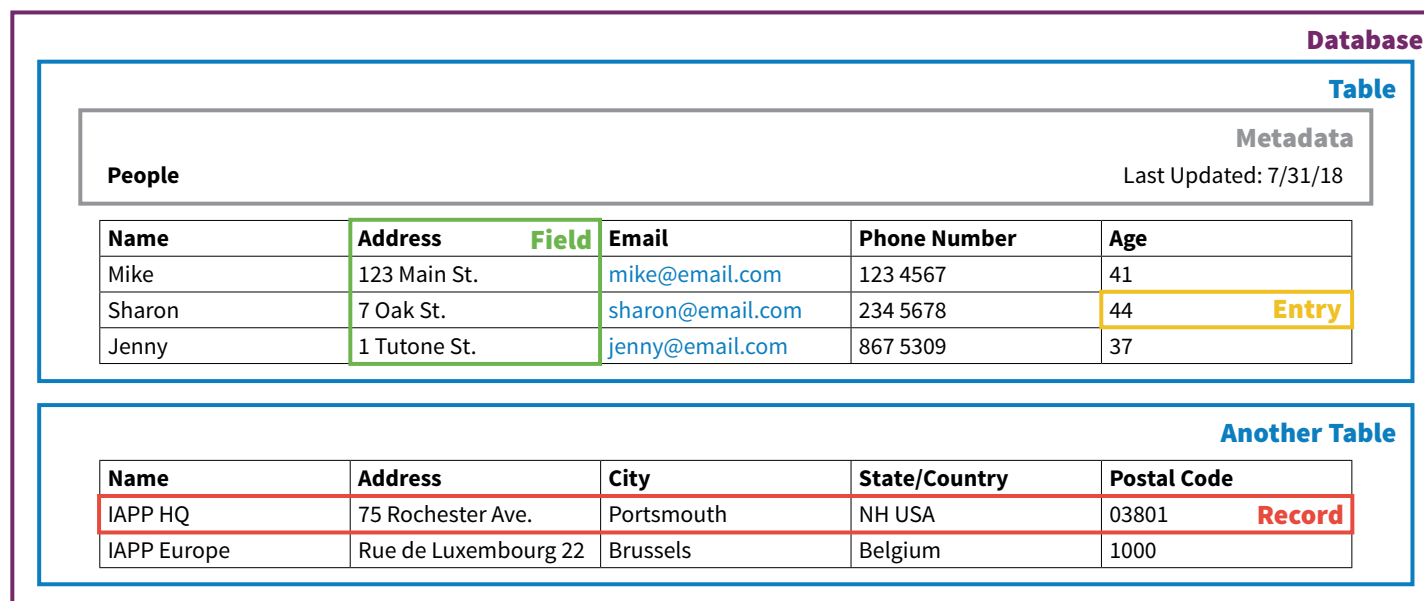 Database
Table
Metadata
People Last Updated: 7/31/18
Name Address Field Email Phone Number Age
Mike 123 Main St. mike@email.com 123 4567 41
Sharon 7 Oak St. sharon@email.com 234 5678 44 Entry
Jenny 1 Tutone St. jenny@email.com 867 5309 37
Another Table
Name Address City State/Country Postal Code
IAPP HQ 75 Rochester Ave. Portsmouth NH USA 03801 Record
IAPP Europe Rue de Luxembourg 22 Brussels Belgium 1000